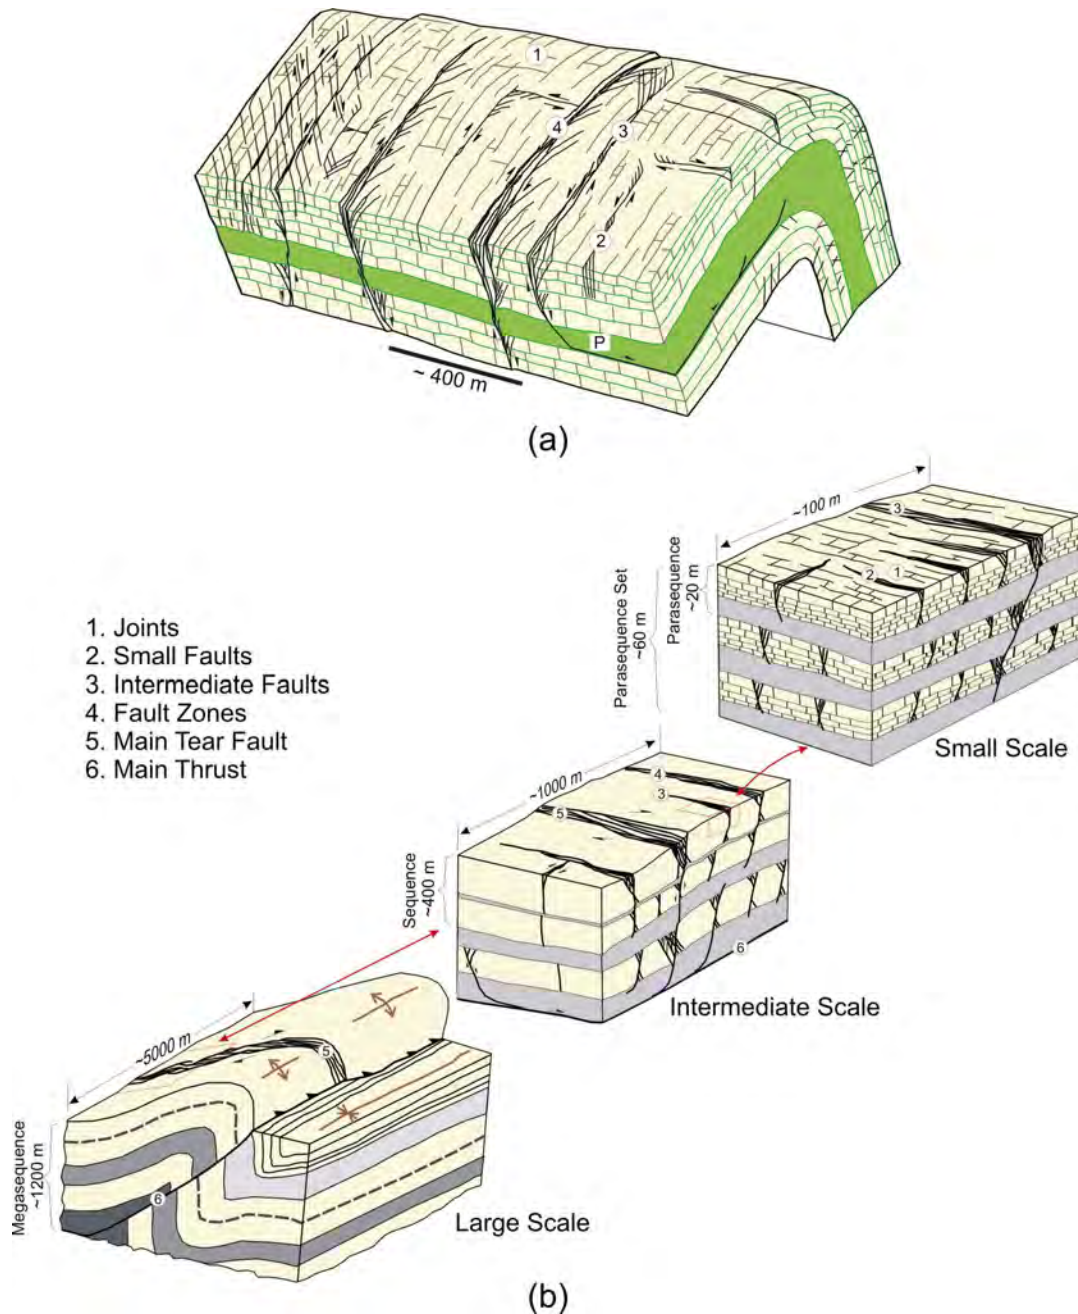 1
4
3
2
P
~ 400 m
(a)
~100 m
3
Parasequence Set
~60 m
Parasequence
~20 m
2
1
1. Joints
2. Small Faults
3. Intermediate Faults
4. Fault Zones
5. Main Tear Fault
6. Main Thrust
Small Scale
~1000 m
4
3
5
Sequence
~400 m
6
Intermediate Scale
~5000 m
5
Megasequence
~1200 m
6
Large Scale
(b)